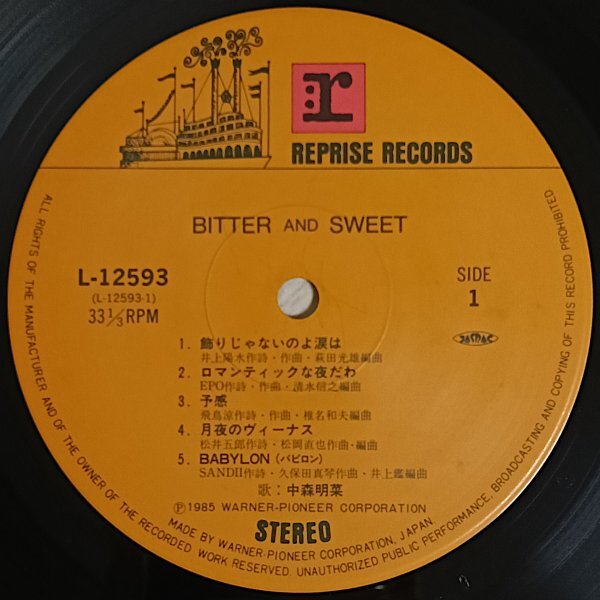 r
REPRISE RECORDS
BITTER AND SWEET
L-12593
(L-12593-1)
33 1/3 RPM
SIDE
1
JASRAC
1. 飾りじゃないのよ涙は
井上陽水作詩・作曲・萩田光雄編曲
2. ロマンティックな夜だわ
EPO作詩・作曲・清水信之編曲
3. 予感
飛鳥涼作詩・作曲・椎名和夫編曲
4. 月夜のヴィーナス
松井五郎作詩・松岡直也作曲・編曲
5. BABYLON (バビロン)
SANDII作詩・久保田真琴作曲・井上鑑編曲
歌：中森明菜
Ⓟ1985 WARNER-PIONEER CORPORATION
STEREO
MADE BY WARNER-PIONEER CORPORATION, JAPAN.
ALL RIGHTS OF THE MANUFACTURER AND OF THE OWNER OF THE RECORDED WORK RESERVED. UNAUTHORIZED PUBLIC PERFORMANCE, BROADCASTING AND COPYING OF THIS RECORD PROHIBITED